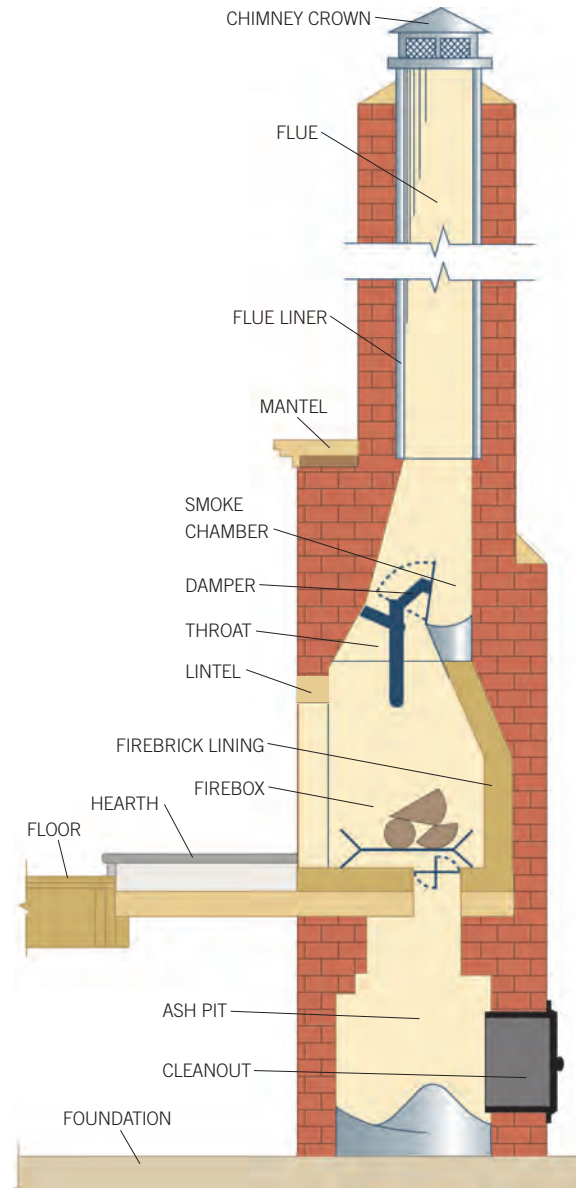 CHIMNEY CROWN
FLUE
FLUE LINER
MANTEL
SMOKE
CHAMBER
DAMPER
THROAT
LINTEL
FIREBRICK LINING
FIREBOX
HEARTH
FLOOR
ASH PIT
CLEANOUT
FOUNDATION